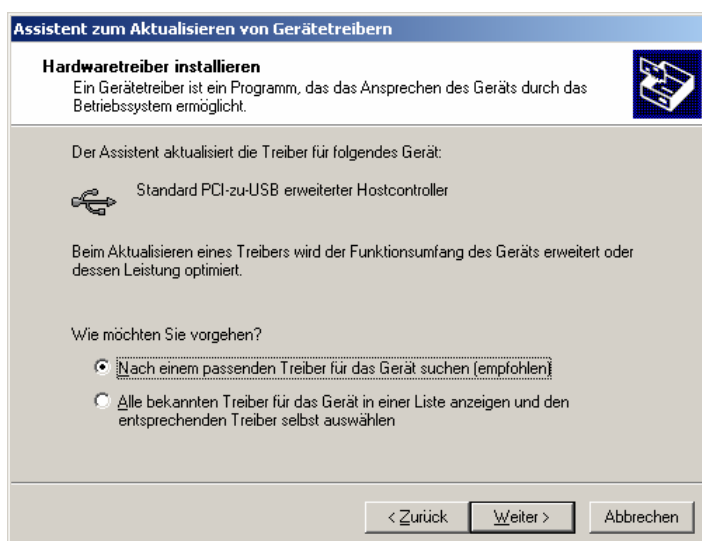 Assistent zum Aktualisieren von Gerätetreibern
Hardwaretreiber installieren
Ein Gerätetreiber ist ein Programm, das das Ansprechen des Geräts durch das
Betriebssystem ermöglicht.
Der Assistent aktualisiert die Treiber für folgendes Gerät:
Standard PCI-zu-USB erweiterter Hostcontroller
Beim Aktualisieren eines Treibers wird der Funktionsumfang des Geräts erweitert oder
dessen Leistung optimiert.
Wie möchten Sie vorgehen?
Nach einem passenden Treiber für das Gerät suchen (empfohlen)
Alle bekannten Treiber für das Gerät in einer Liste anzeigen und den
entsprechenden Treiber selbst auswählen
< Zurück Weiter > Abbrechen